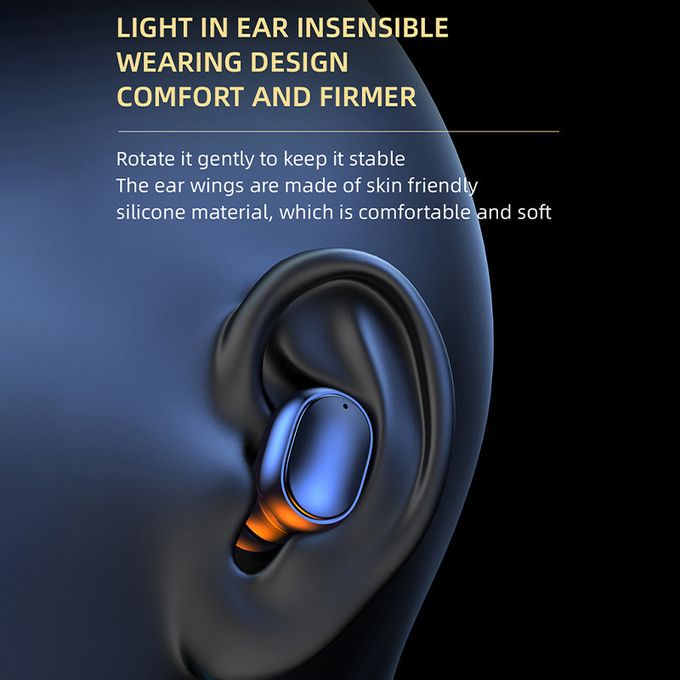 LIGHT IN EAR INSENSIBLE
WEARING DESIGN
COMFORT AND FIRMER
Rotate it gently to keep it stable
The ear wings are made of skin friendly
silicone material, which is comfortable and soft